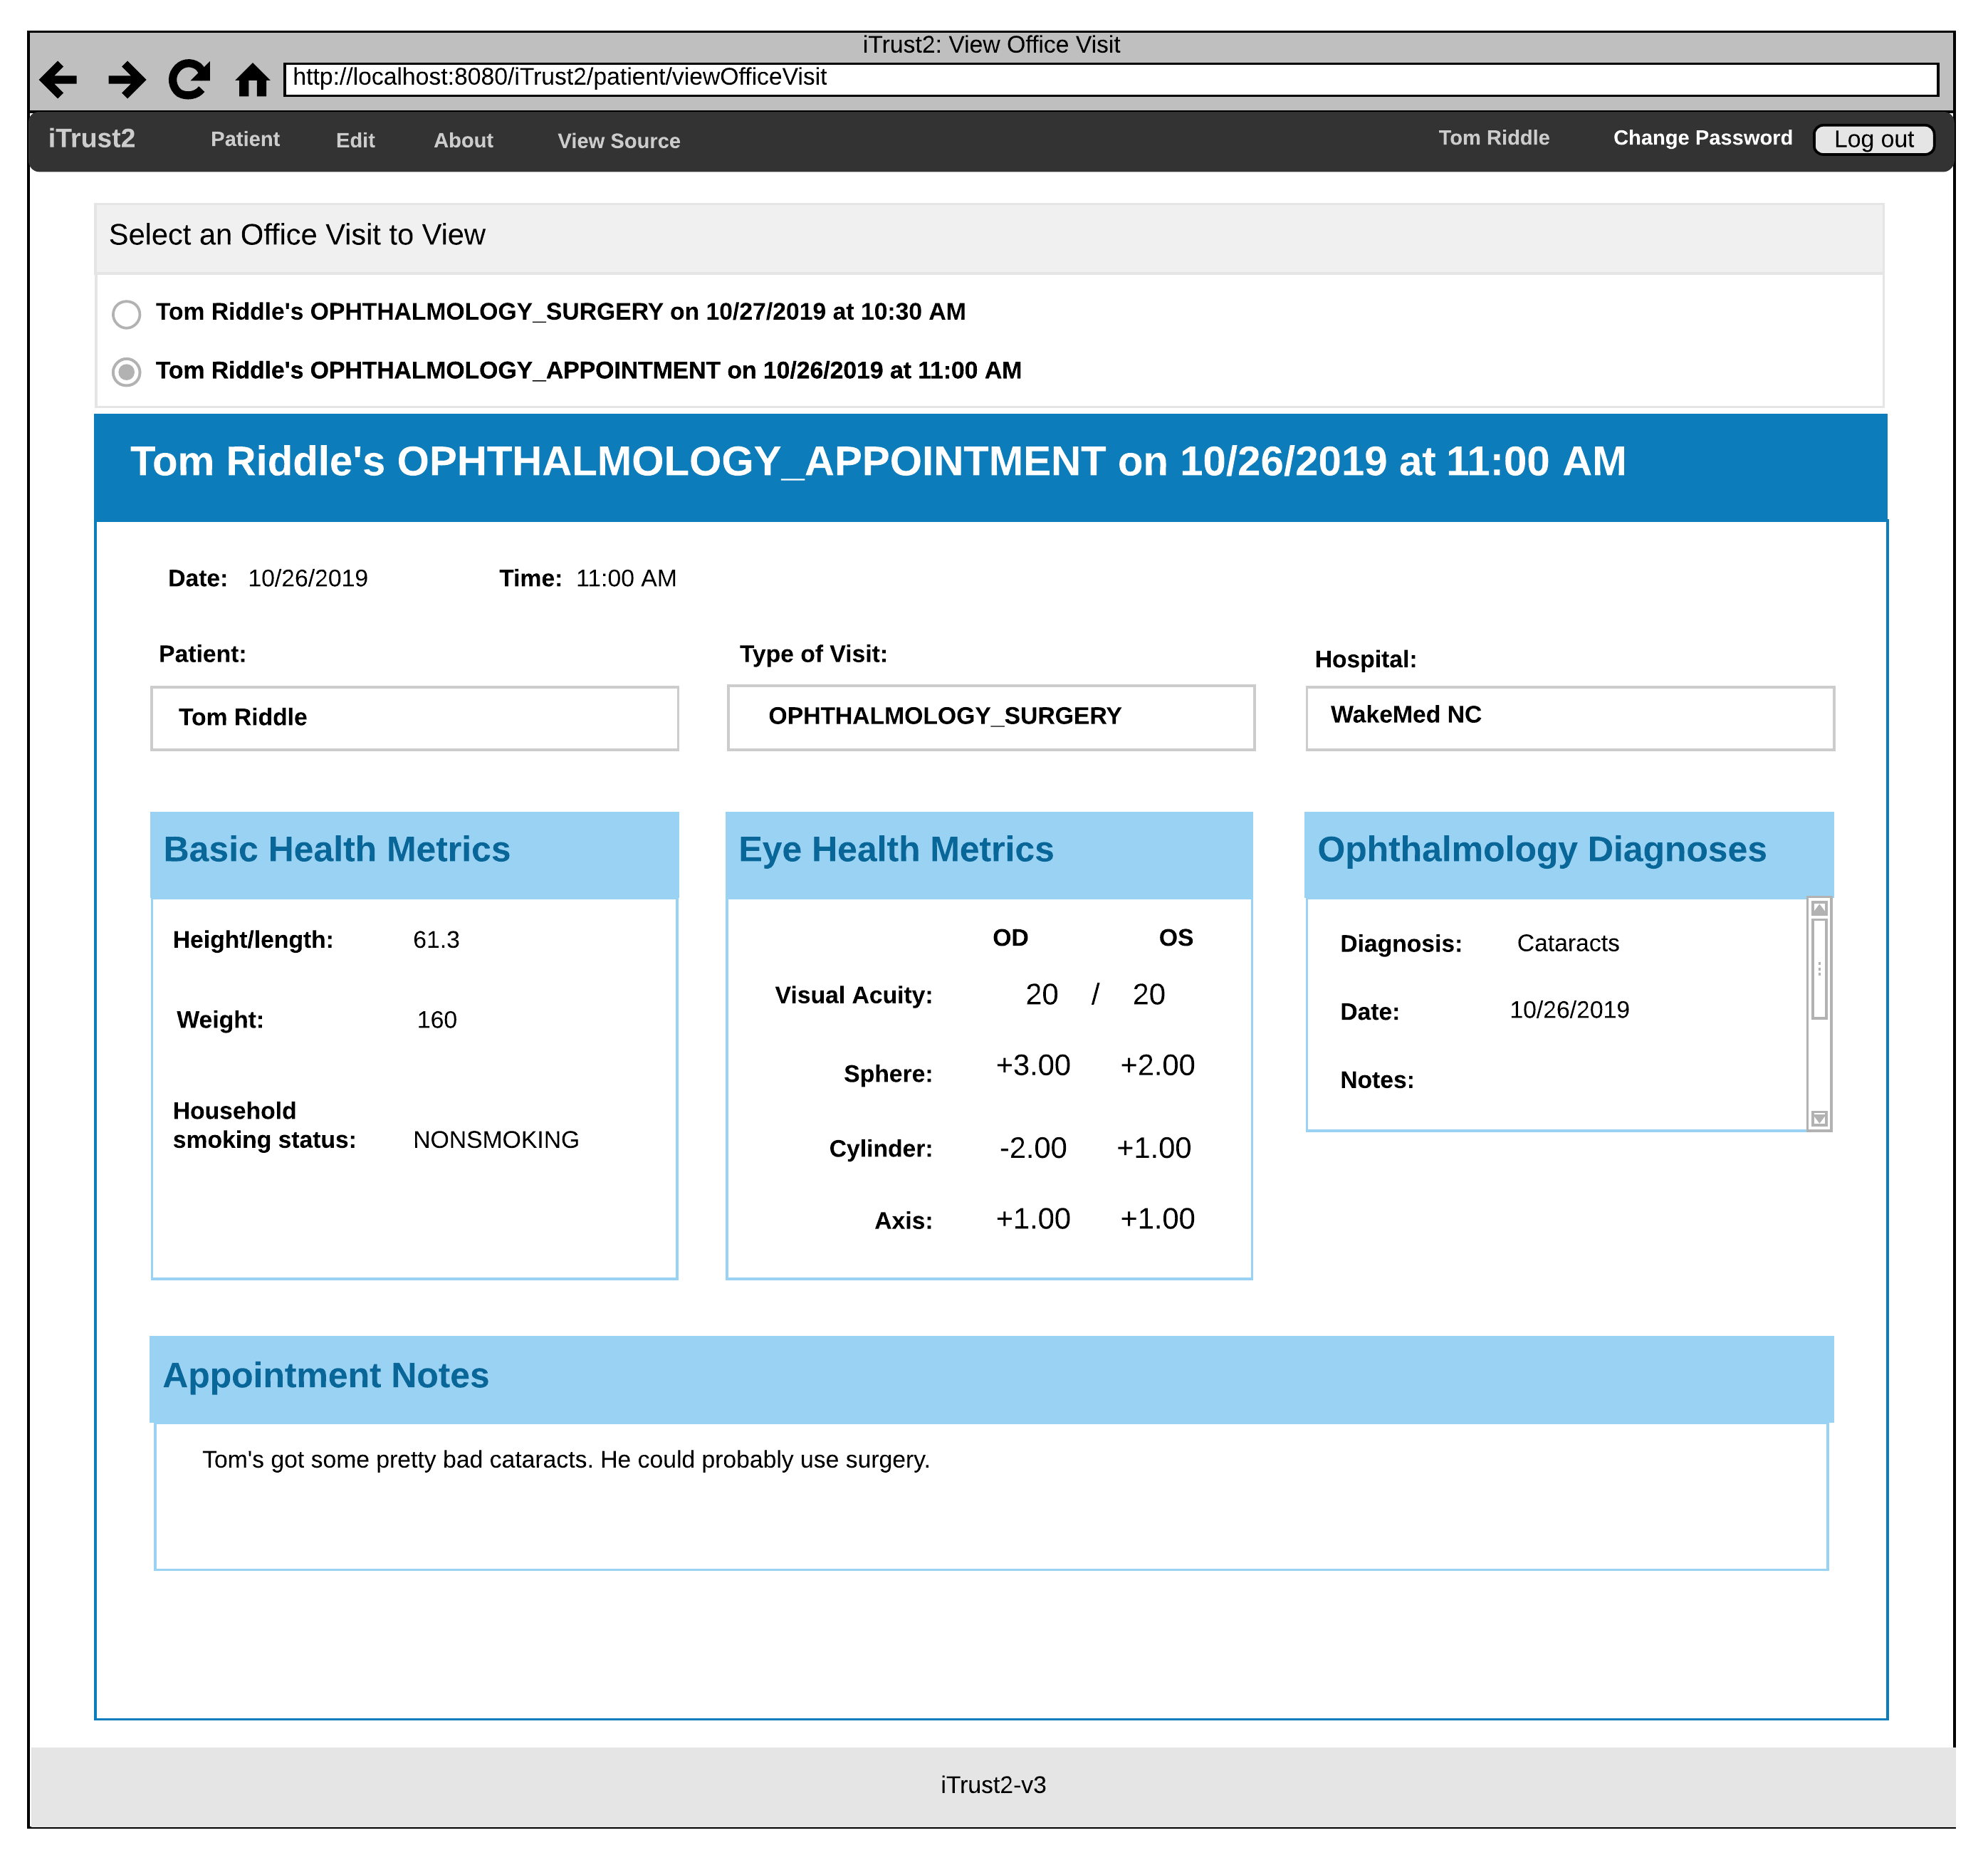 iTrust2: View Office Visit
http://localhost:8080/iTrust2/patient/viewOfficeVisit
iTrust2 Patient Edit About View Source Tom Riddle Change Password Log out
Select an Office Visit to View
Tom Riddle's OPHTHALMOLOGY_SURGERY on 10/27/2019 at 10:30 AM
Tom Riddle's OPHTHALMOLOGY_APPOINTMENT on 10/26/2019 at 11:00 AM
Tom Riddle's OPHTHALMOLOGY_APPOINTMENT on 10/26/2019 at 11:00 AM
Date: 10/26/2019 Time: 11:00 AM
Patient: Type of Visit: Hospital:
Tom Riddle OPHTHALMOLOGY_SURGERY WakeMed NC
Basic Health Metrics
Height/length: 61.3
Weight: 160
Household
smoking status: NONSMOKING
Eye Health Metrics
OD OS
Visual Acuity: 20 / 20
Sphere: +3.00 +2.00
Cylinder: -2.00 +1.00
Axis: +1.00 +1.00
Ophthalmology Diagnoses
Diagnosis: Cataracts
Date: 10/26/2019
Notes:
Appointment Notes
Tom's got some pretty bad cataracts. He could probably use surgery.
iTrust2-v3